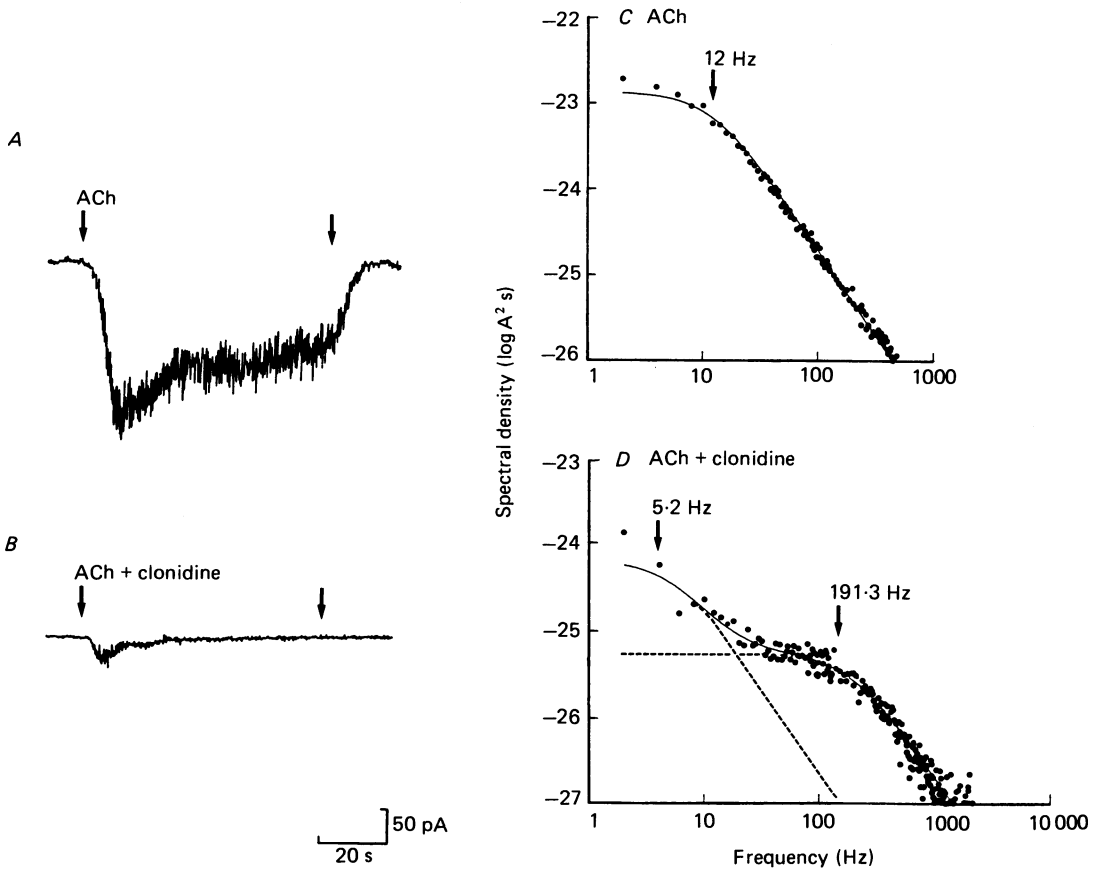 A
ACh
B
ACh + clonidine
50 pA
20 s
Spectral density (log A² s)
C ACh
12 Hz
−22
−23
−24
−25
−26
1 10 100 1000
D ACh + clonidine
5·2 Hz
191·3 Hz
−23
−24
−25
−26
−27
1 10 100 1000 10 000
Frequency (Hz)